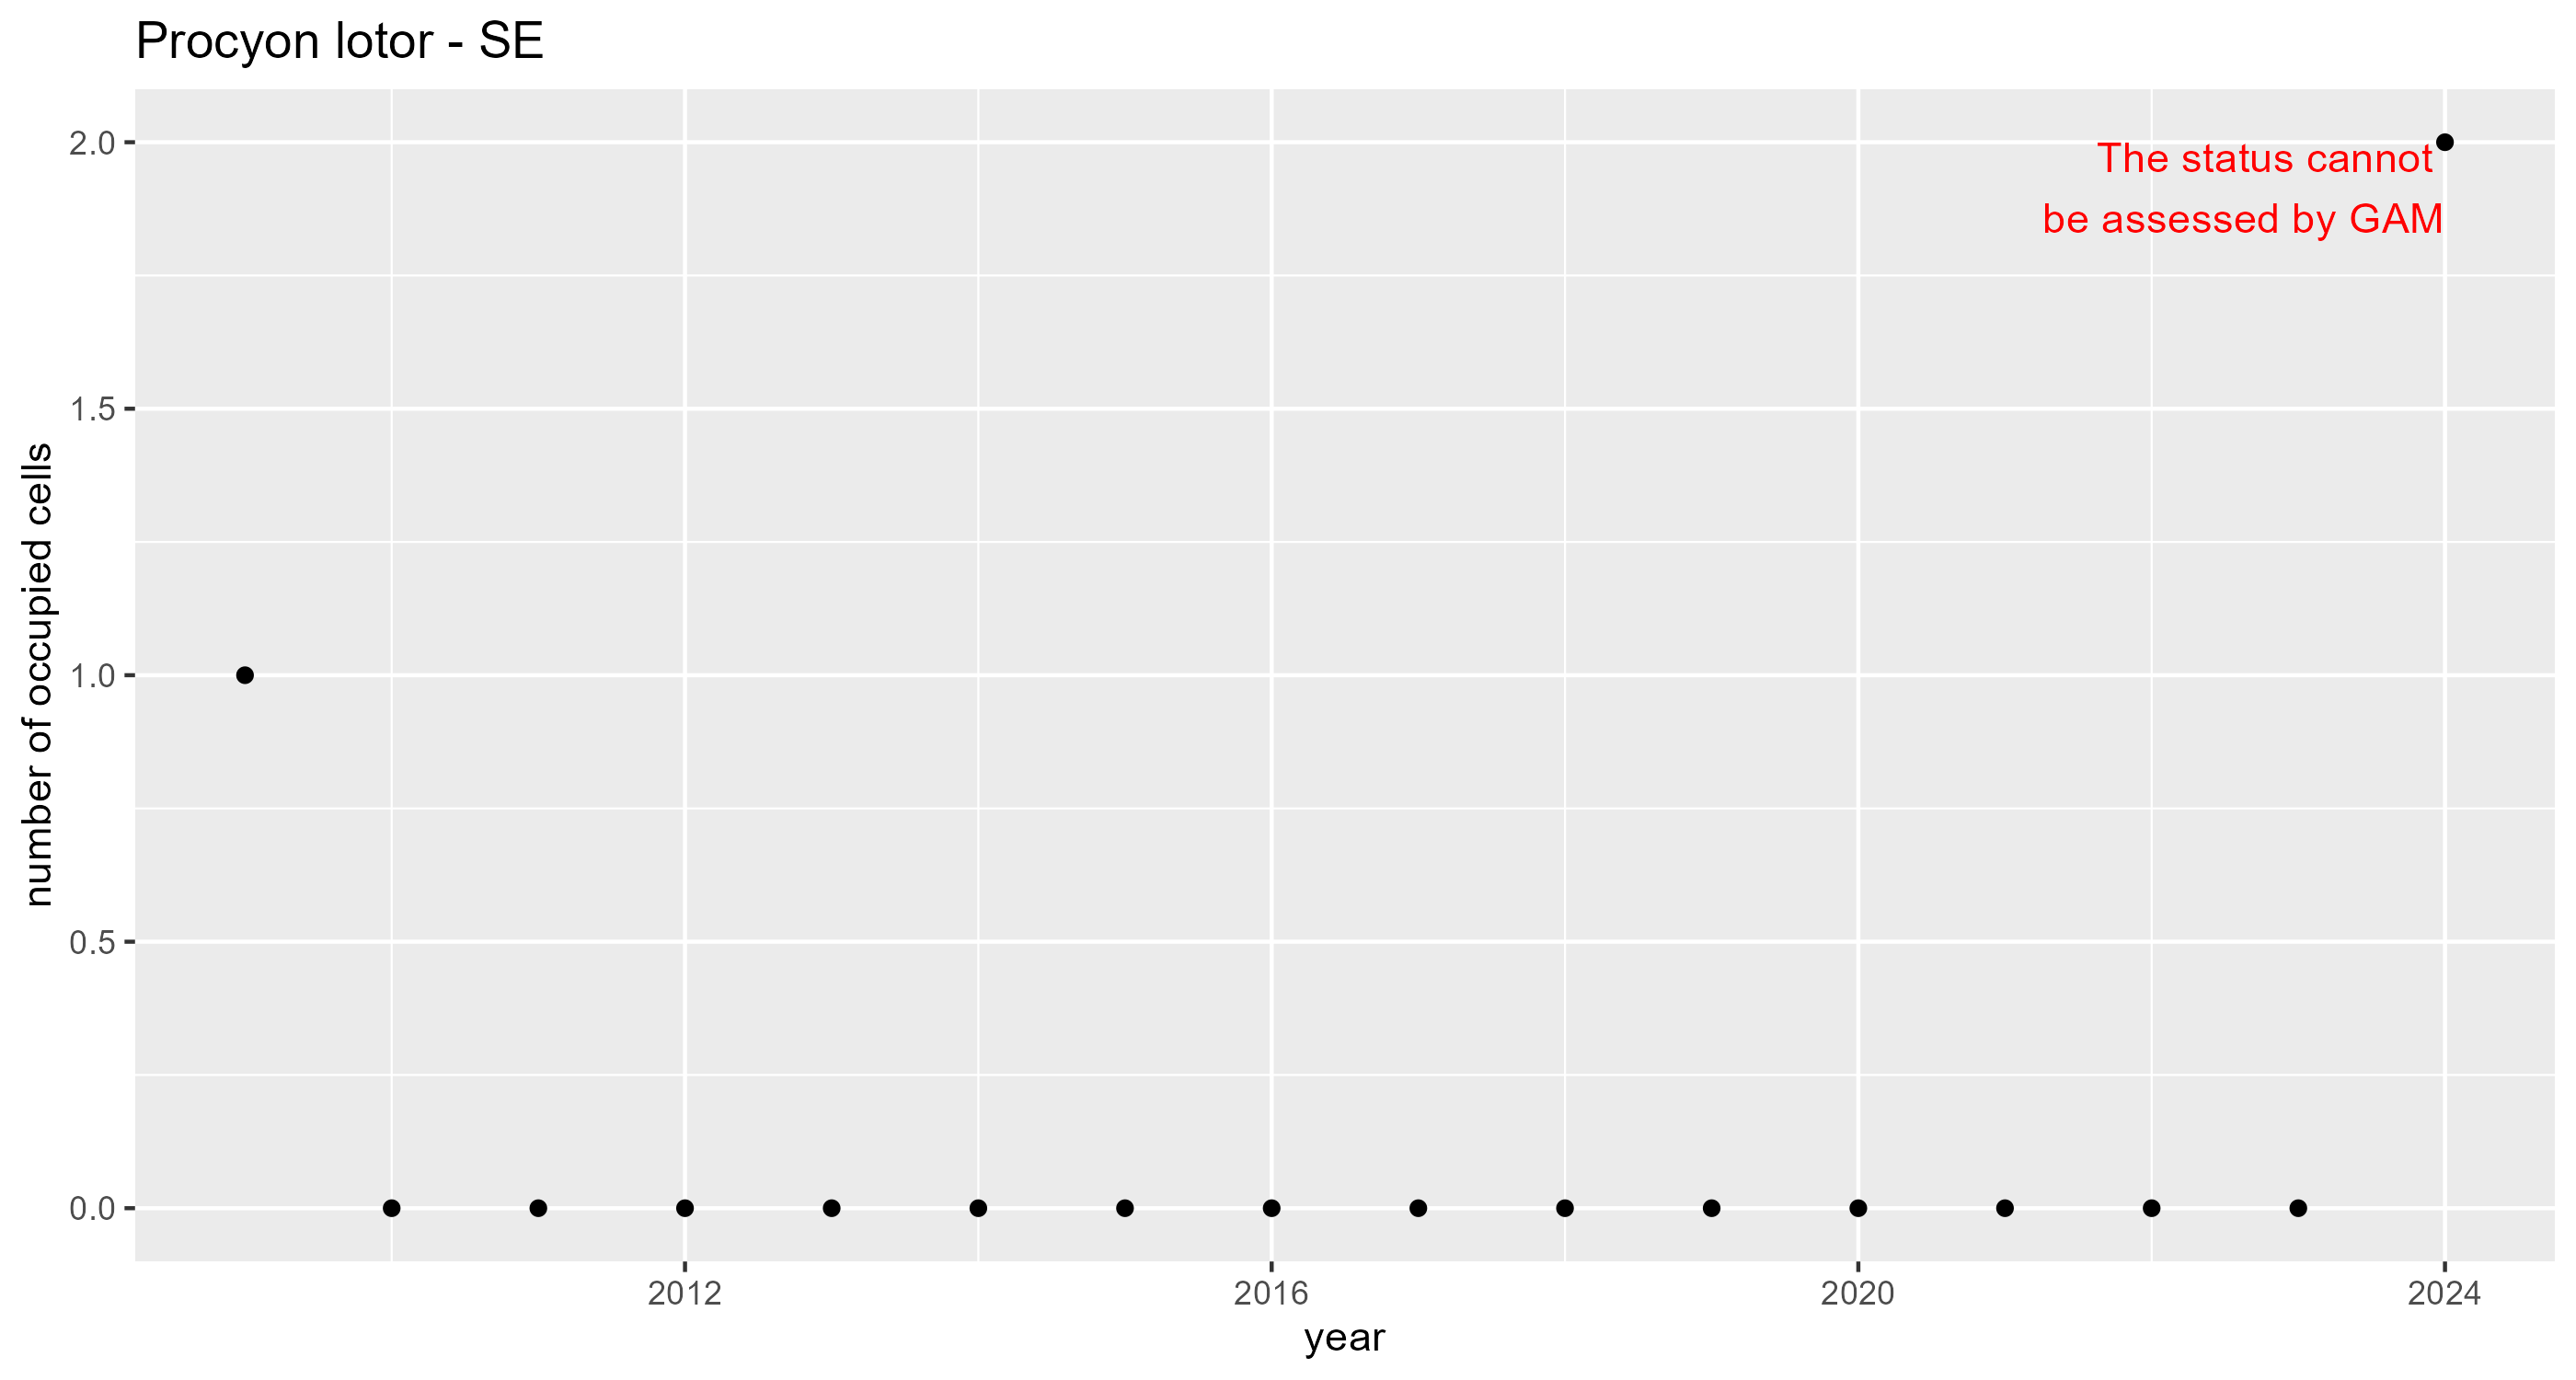 Procyon lotor - SE
2.0
The status cannot
be assessed by GAM
1.5
1.0
0.5
0.0
number of occupied cells
2012
2016
2020
2024
year